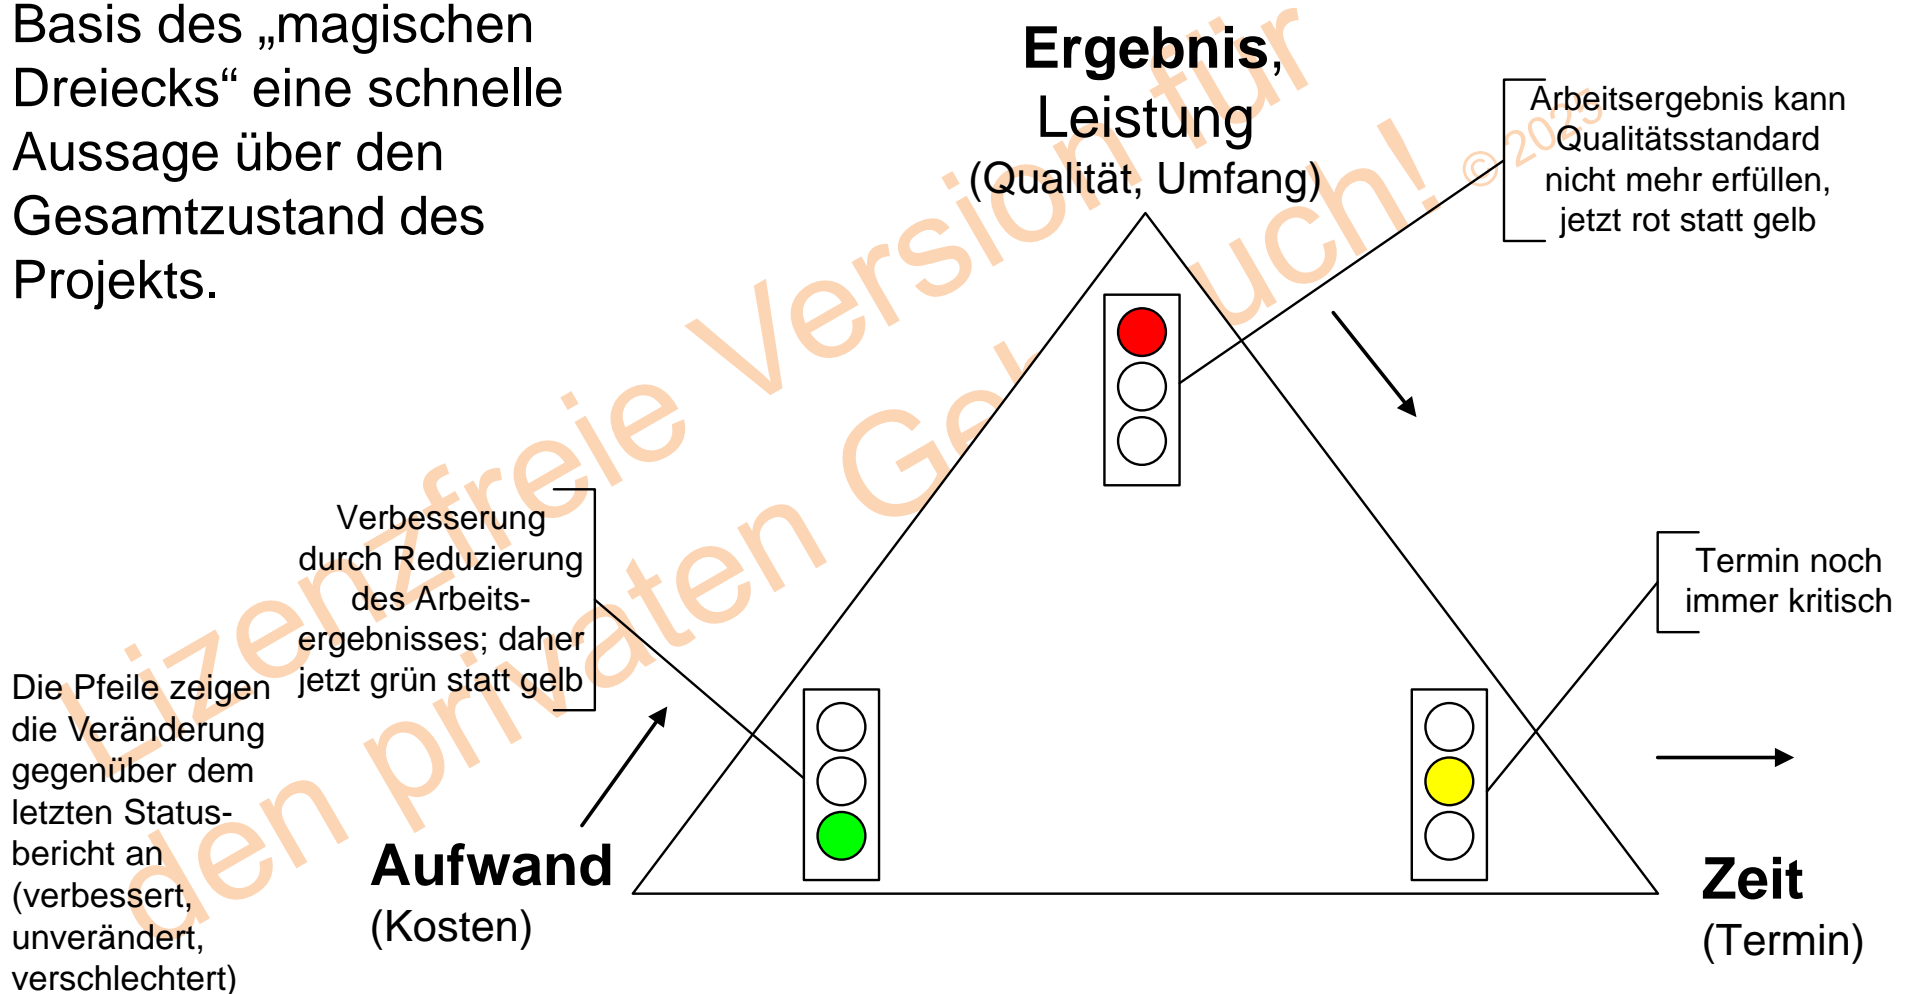 Basis des „magischen
Dreiecks“ eine schnelle
Aussage über den
Gesamtzustand des
Projekts.
Ergebnis,
Leistung
(Qualität, Umfang)
Arbeitsergebnis kann
Qualitätsstandard
nicht mehr erfüllen,
jetzt rot statt gelb
Verbesserung
durch Reduzierung
des Arbeits-
ergebnisses; daher
jetzt grün statt gelb
Termin noch
immer kritisch
Die Pfeile zeigen
die Veränderung
gegenüber dem
letzten Status-
bericht an
(verbessert,
unverändert,
verschlechtert)
Aufwand
(Kosten)
Zeit
(Termin)
Lizenzfreie Version für
den privaten
© 2023